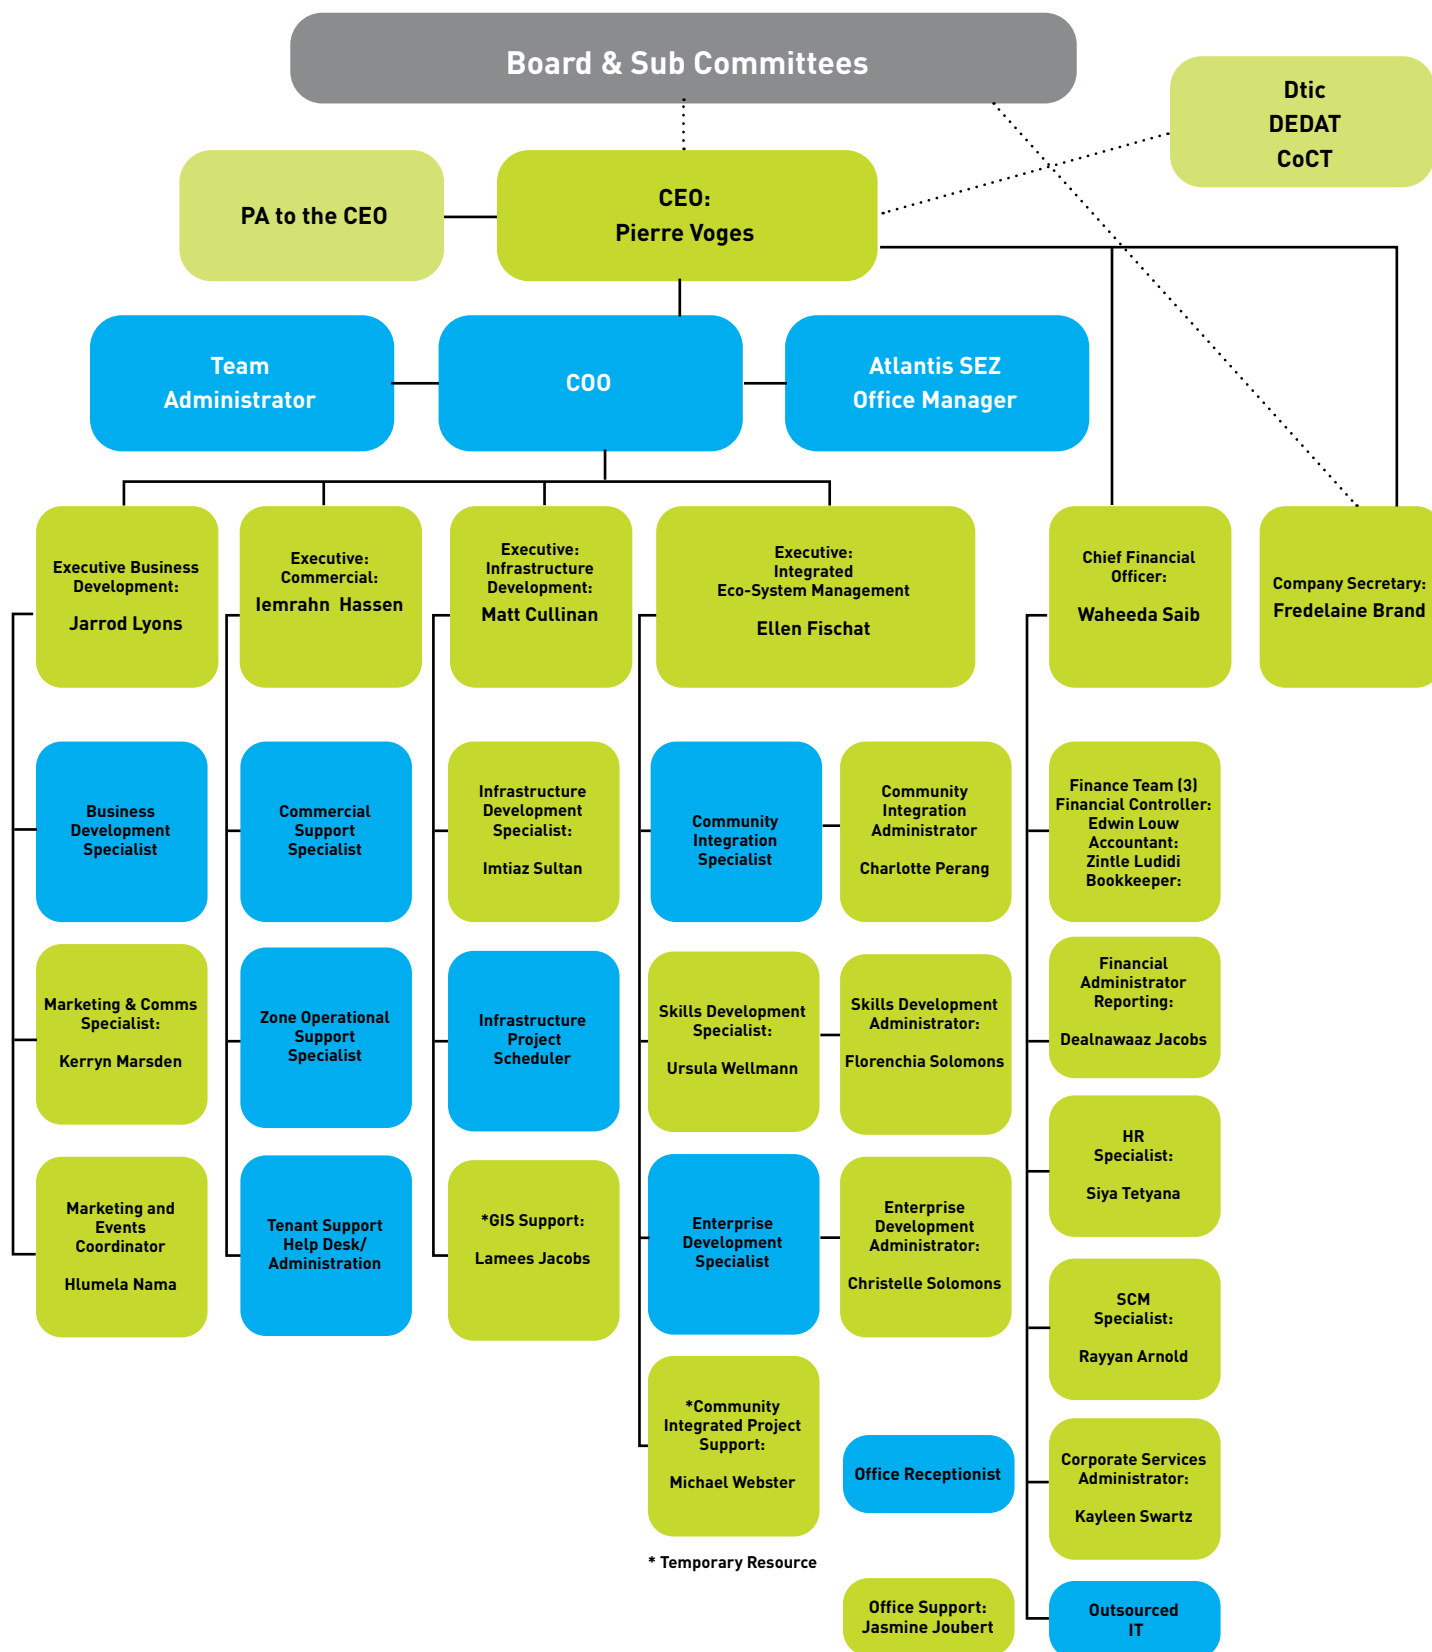 Board & Sub Committees
Dtic
DEDAT
CoCT
PA to the CEO
CEO:
Pierre Voges
Team
Administrator
COO
Atlantis SEZ
Office Manager
Executive Business
Development:
Jarrod Lyons
Executive:
Commercial:
Iemrahn Hassen
Executive:
Infrastructure
Development:
Matt Cullinan
Executive:
Integrated
Eco-System Management
Ellen Fischat
Chief Financial
Officer:
Waheeda Saib
Company Secretary:
Fredelaine Brand
Business
Development
Specialist
Commercial
Support
Specialist
Infrastructure
Development
Specialist:
Imtiaz Sultan
Community
Integration
Specialist
Community
Integration
Administrator
Charlotte Perang
Finance Team (3)
Financial Controller:
Edwin Louw
Accountant:
Zintle Ludidi
Bookkeeper:
Marketing & Comms
Specialist:
Kerryn Marsden
Zone Operational
Support
Specialist
Infrastructure
Project
Scheduler
Skills Development
Specialist:
Ursula Wellmann
Skills Development
Administrator:
Florenchia Solomons
Financial
Administrator
Reporting:
Dealnawaaz Jacobs
HR
Specialist:
Siya Tetyana
Marketing and
Events
Coordinator
Hlumela Nama
Tenant Support
Help Desk/
Administration
*GIS Support:
Lamees Jacobs
Enterprise
Development
Specialist
Enterprise
Development
Administrator:
Christelle Solomons
SCM
Specialist:
Rayyan Arnold
*Community
Integrated Project
Support:
Michael Webster
Office Receptionist
Corporate Services
Administrator:
Kayleen Swartz
* Temporary Resource
Office Support:
Jasmine Joubert
Outsourced
IT